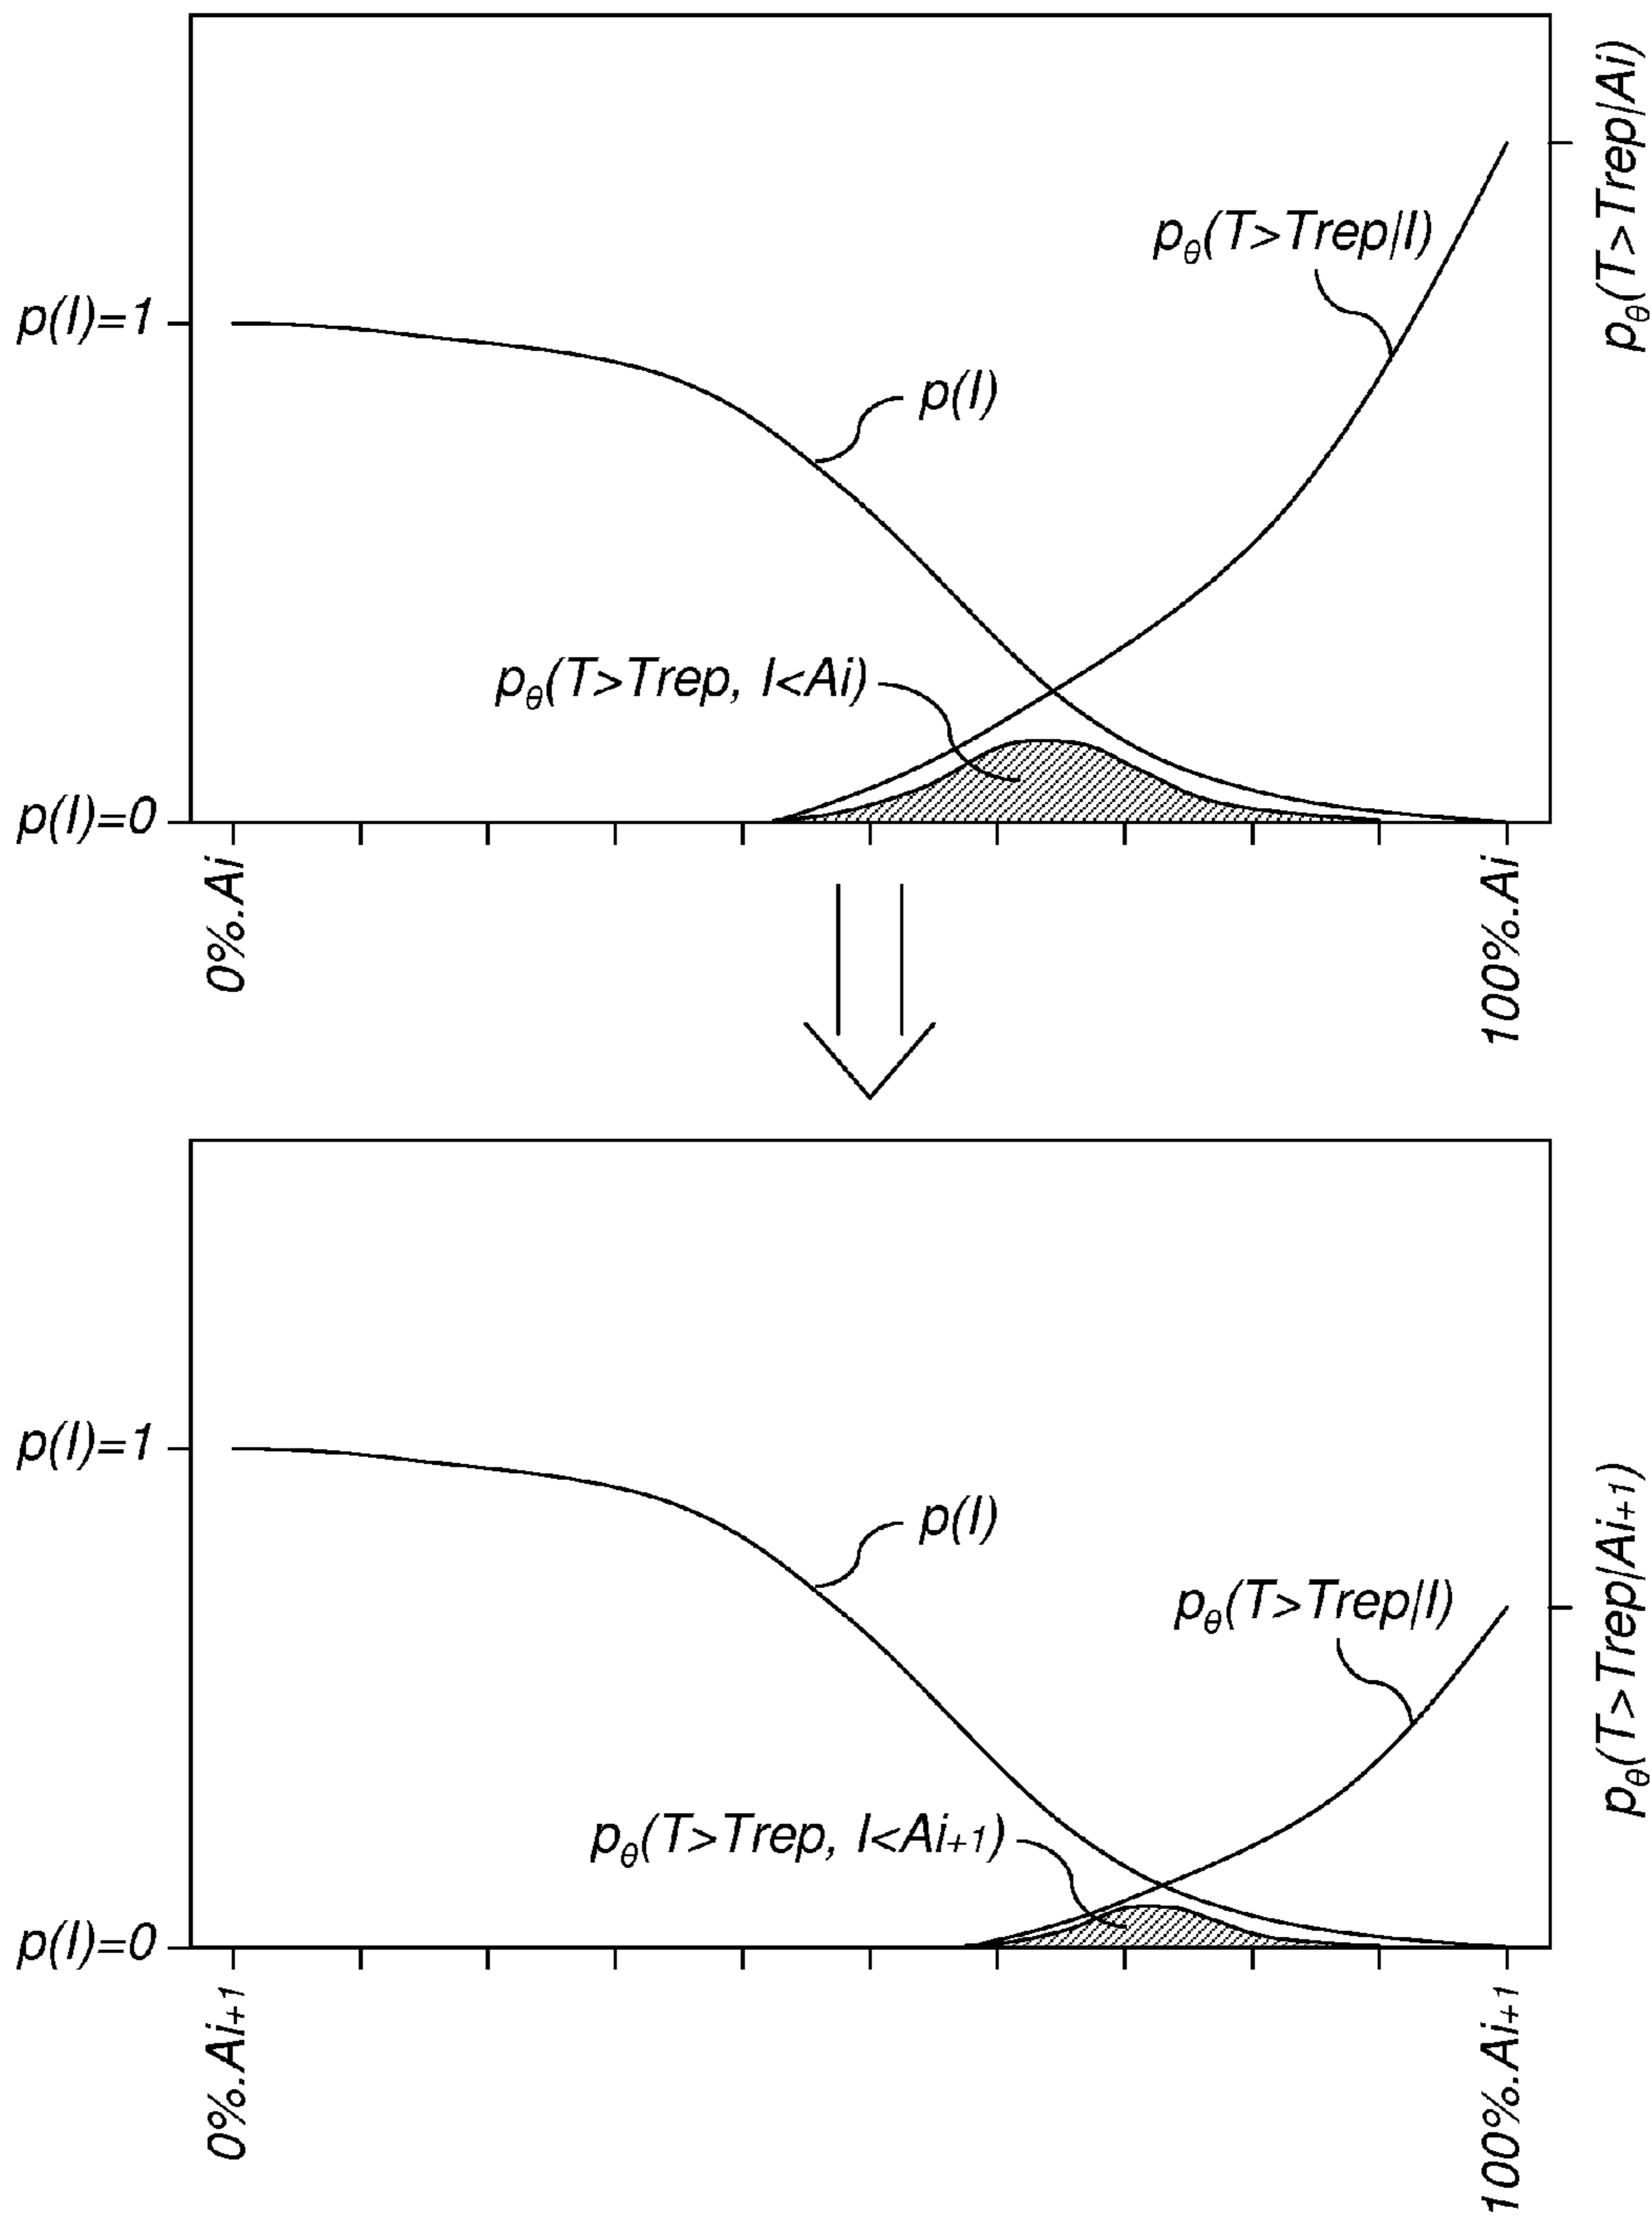 pθ(T>Trep|Ai)
pθ(T>Trep|I)
p(I)=1
p(I)
pθ(T>Trep, I<Ai)
p(I)=0
0%.Ai
100%.Ai
p(I)=1
pθ(T>Trep|Ai+1)
p(I)
pθ(T>Trep|I)
pθ(T>Trep, I<Ai+1)
p(I)=0
0%.Ai+1
100%.Ai+1